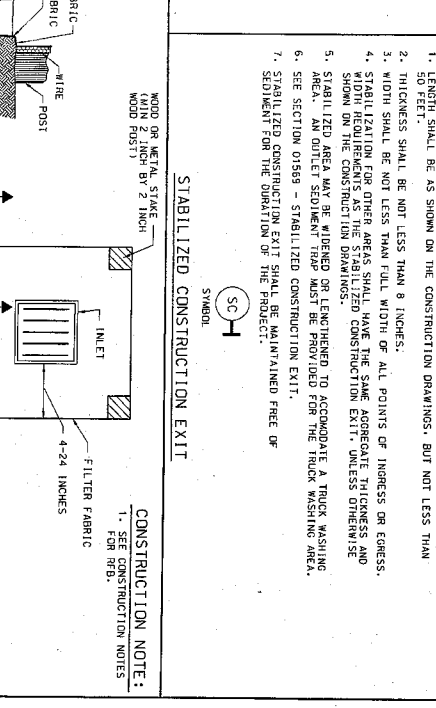 1. LENGTH SHALL BE AS SHOWN ON THE CONSTRUCTION DRAWINGS, BUT NOT LESS THAN
50 FEET.
2. THICKNESS SHALL BE NOT LESS THAN 8 INCHES.
3. WIDTH SHALL BE NOT LESS THAN FULL WIDTH OF ALL POINTS OF INGRESS OR EGRESS.
4. STABILIZATION FOR OTHER AREAS SHALL HAVE THE SAME AGGREGATE THICKNESS AND
WIDTH REQUIREMENTS AS THE STABILIZED CONSTRUCTION EXIT, UNLESS OTHERWISE
SHOWN ON THE CONSTRUCTION DRAWINGS.
5. STABILIZED AREA MAY BE WIDENED OR LENGTHENED TO ACCOMODATE A TRUCK WASHING
AREA. AN OUTLET SEDIMENT TRAP MUST BE PROVIDED FOR THE TRUCK WASHING AREA.
6. SEE SECTION 01569 - STABILIZED CONSTRUCTION EXIT.
7. STABILIZED CONSTRUCTION EXIT SHALL BE MAINTAINED FREE OF
SEDIMENT FOR THE DURATION OF THE PROJECT.
SC
SYMBOL
STABILIZED CONSTRUCTION EXIT
WOOD OR METAL STAKE
(MIN 2 INCH BY 2 INCH
WOOD POST)
WIRE
POST
INLET
FILTER FABRIC
4-24 INCHES
CONSTRUCTION NOTE:
1. SEE CONSTRUCTION NOTES
FOR RFB.